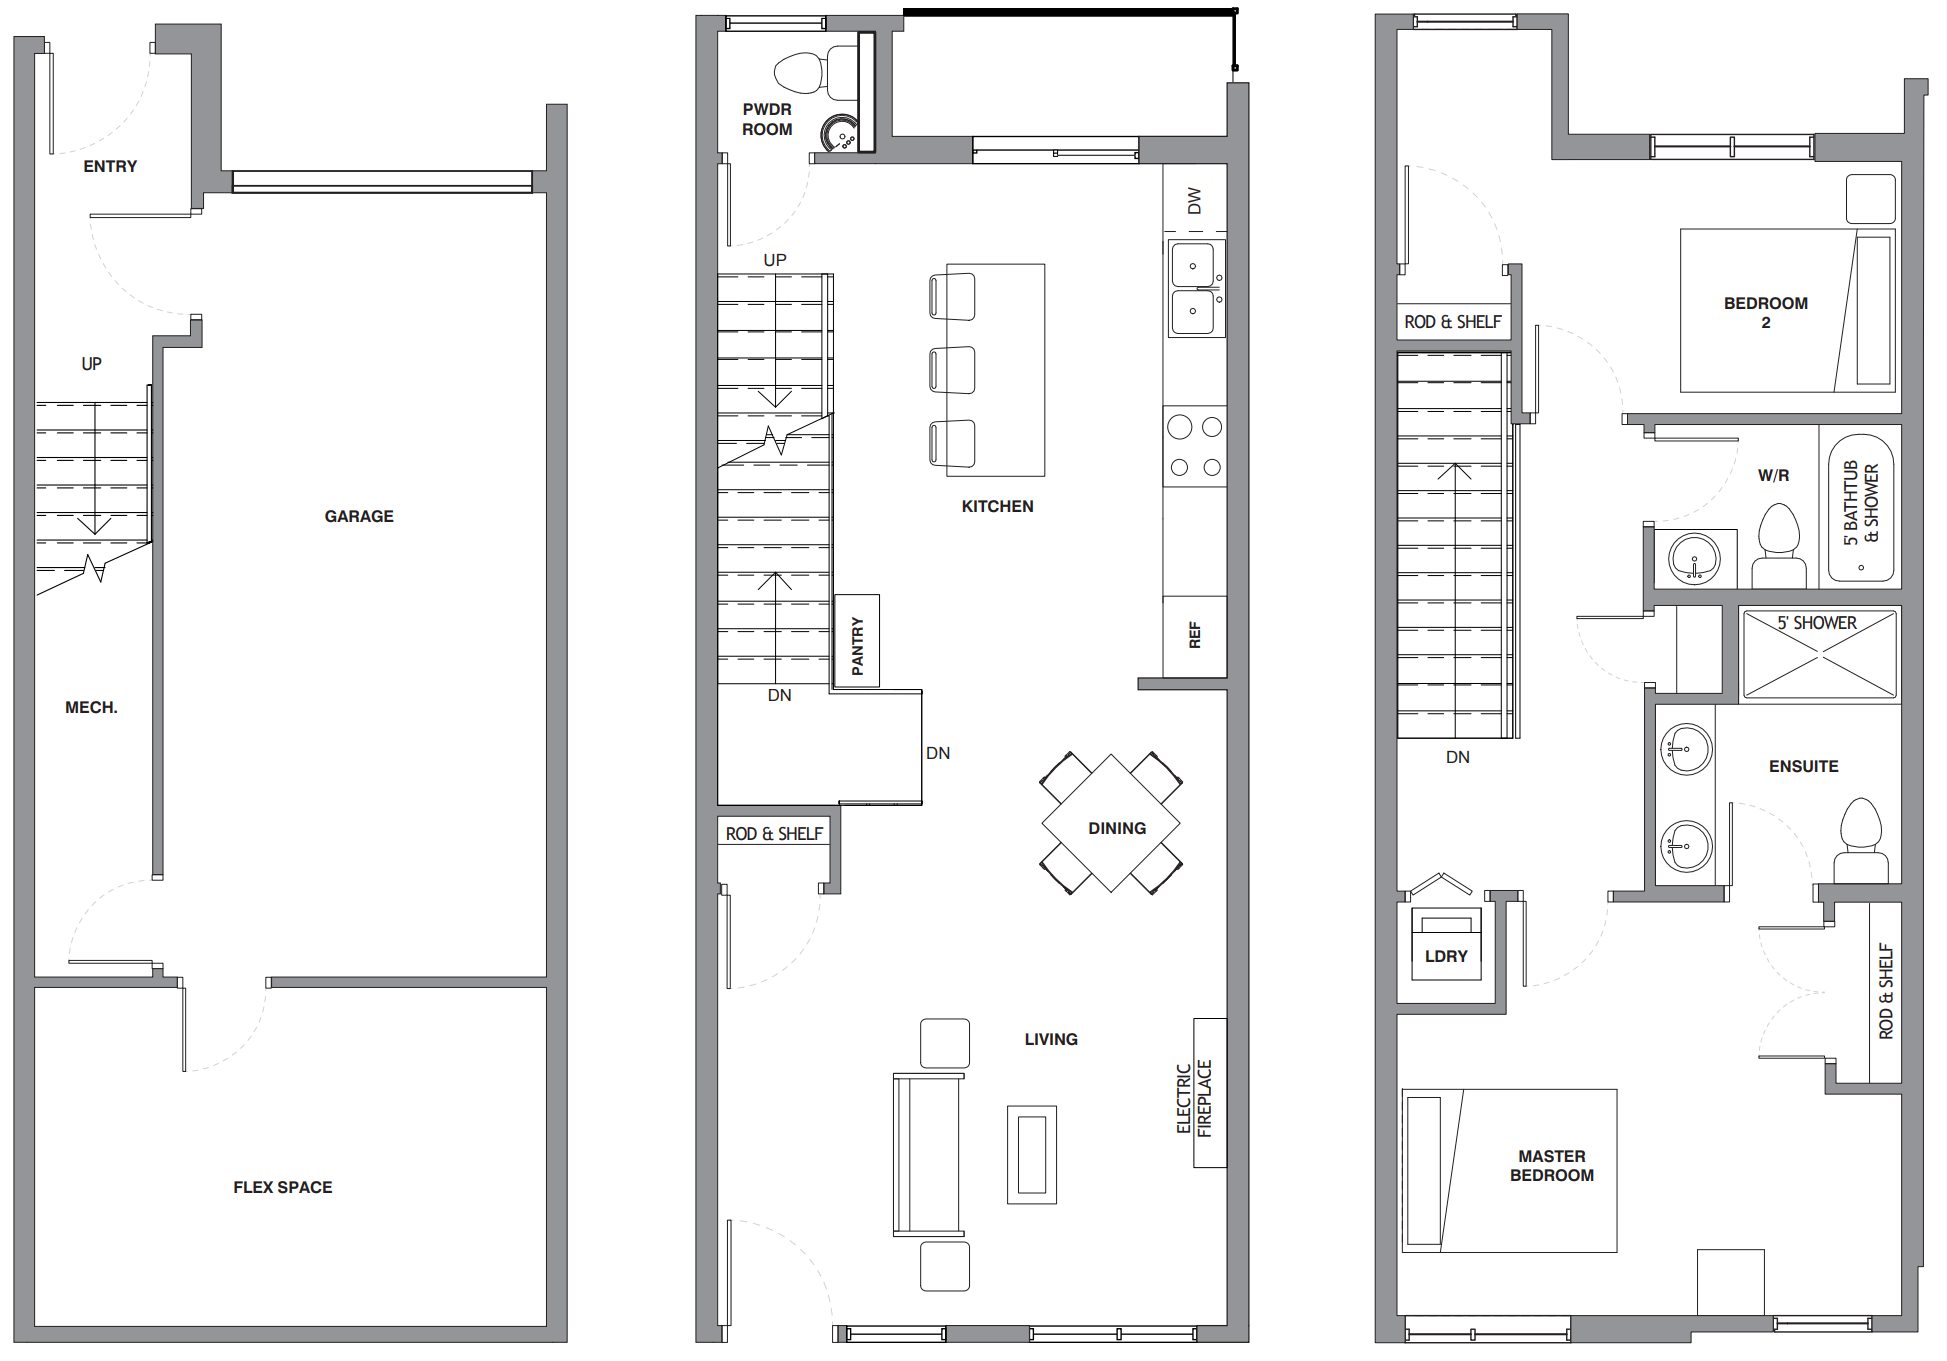 ENTRY
UP
GARAGE
MECH.
FLEX SPACE
PWDR
ROOM
UP
DW
KITCHEN
PANTRY
REF
DN
DN
DINING
ROD & SHELF
LIVING
ELECTRIC
FIREPLACE
BEDROOM
2
ROD & SHELF
W/R
5' BATHTUB
& SHOWER
5' SHOWER
DN
ENSUITE
LDRY
ROD & SHELF
MASTER
BEDROOM